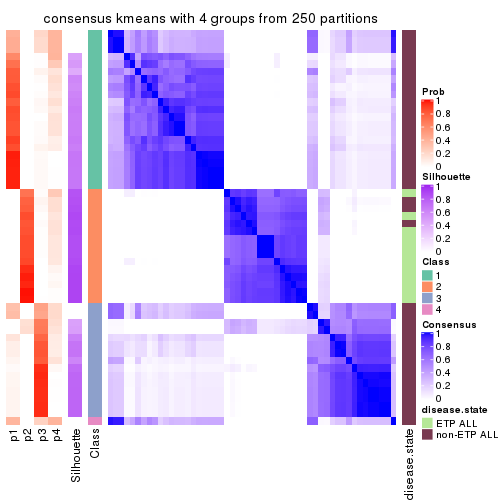 consensus kmeans with 4 groups from 250 partitions
Prob
1
0.8
0.6
0.4
0.2
0
Silhouette
1
0.8
0.6
0.4
0.2
0
Class
1
2
3
4
Consensus
1
0.8
0.6
0.4
0.2
0
disease.state
ETP ALL
non-ETP ALL
p1
p2
p3
p4
Silhouette
Class
disease.state